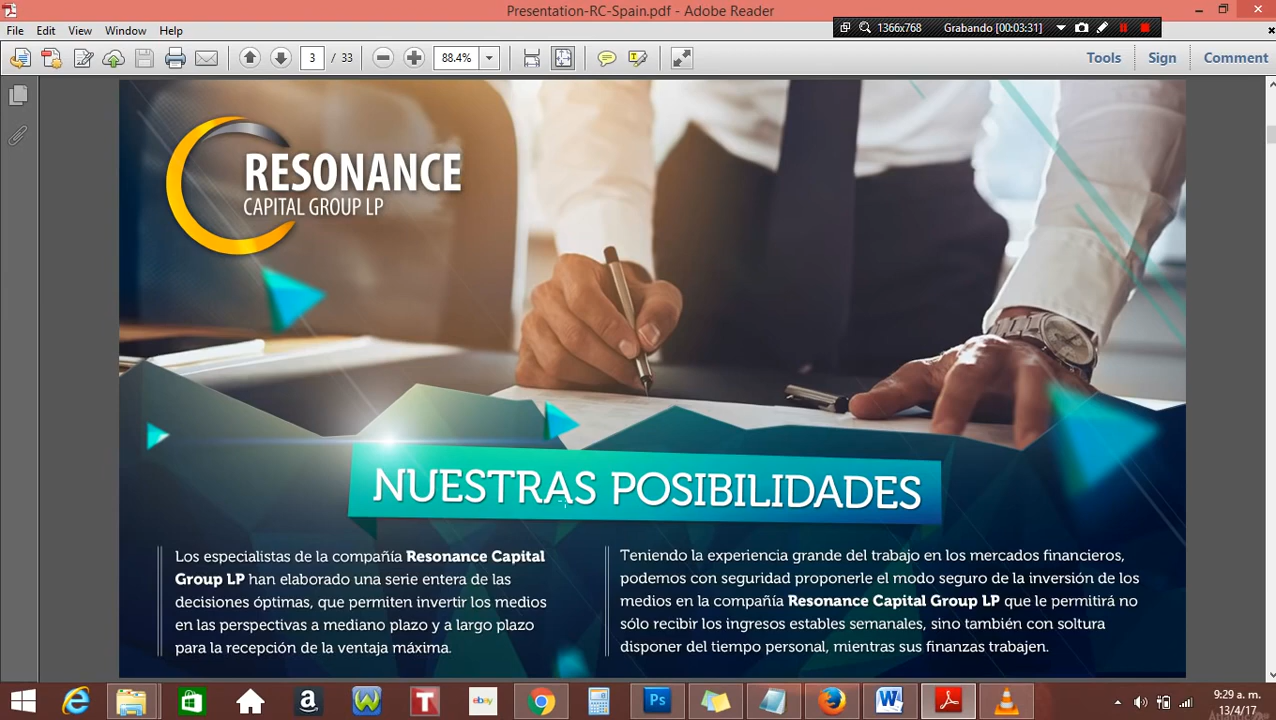 Presentation-RC-Spain.pdf - Adobe Reader
File Edit View Window Help
1366x768 Grabando [00:03:31]
3 / 33 88.4% Tools Sign Comment
RESONANCE
CAPITAL GROUP LP
NUESTRAS POSIBILIDADES
Los especialistas de la compañía Resonance Capital
Group LP han elaborado una serie entera de las
decisiones óptimas, que permiten invertir los medios
en las perspectivas a mediano plazo y a largo plazo
para la recepción de la ventaja máxima.
Teniendo la experiencia grande del trabajo en los mercados financieros,
podemos con seguridad proponerle el modo seguro de la inversión de los
medios en la compañía Resonance Capital Group LP que le permitirá no
sólo recibir los ingresos estables semanales, sino también con soltura
disponer del tiempo personal, mientras sus finanzas trabajen.
a W T ebay Ps W
9:29 a.m.
13/4/17